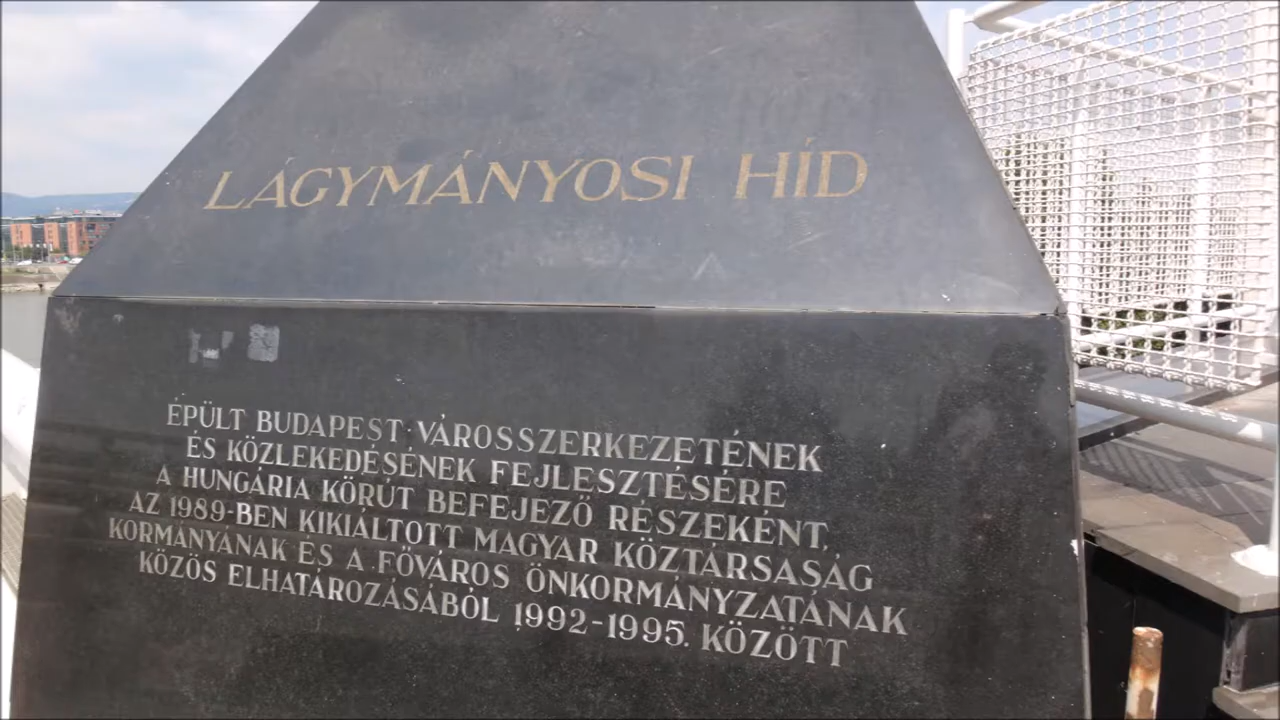 LÁGYMÁNYOSI HÍD
ÉPÜLT BUDAPEST VÁROSSZERKEZETÉNEK
ÉS KÖZLEKEDÉSÉNEK FEJLESZTÉSÉRE
A HUNGÁRIA KÖRÚT BEFEJEZŐ RÉSZEKÉNT,
AZ 1989-BEN KIKIÁLTOTT MAGYAR KÖZTÁRSASÁG
KORMÁNYÁNAK ÉS A FŐVÁROS ÖNKORMÁNYZATÁNAK
KÖZÖS ELHATÁROZÁSÁBÓL 1992-1995. KÖZÖTT